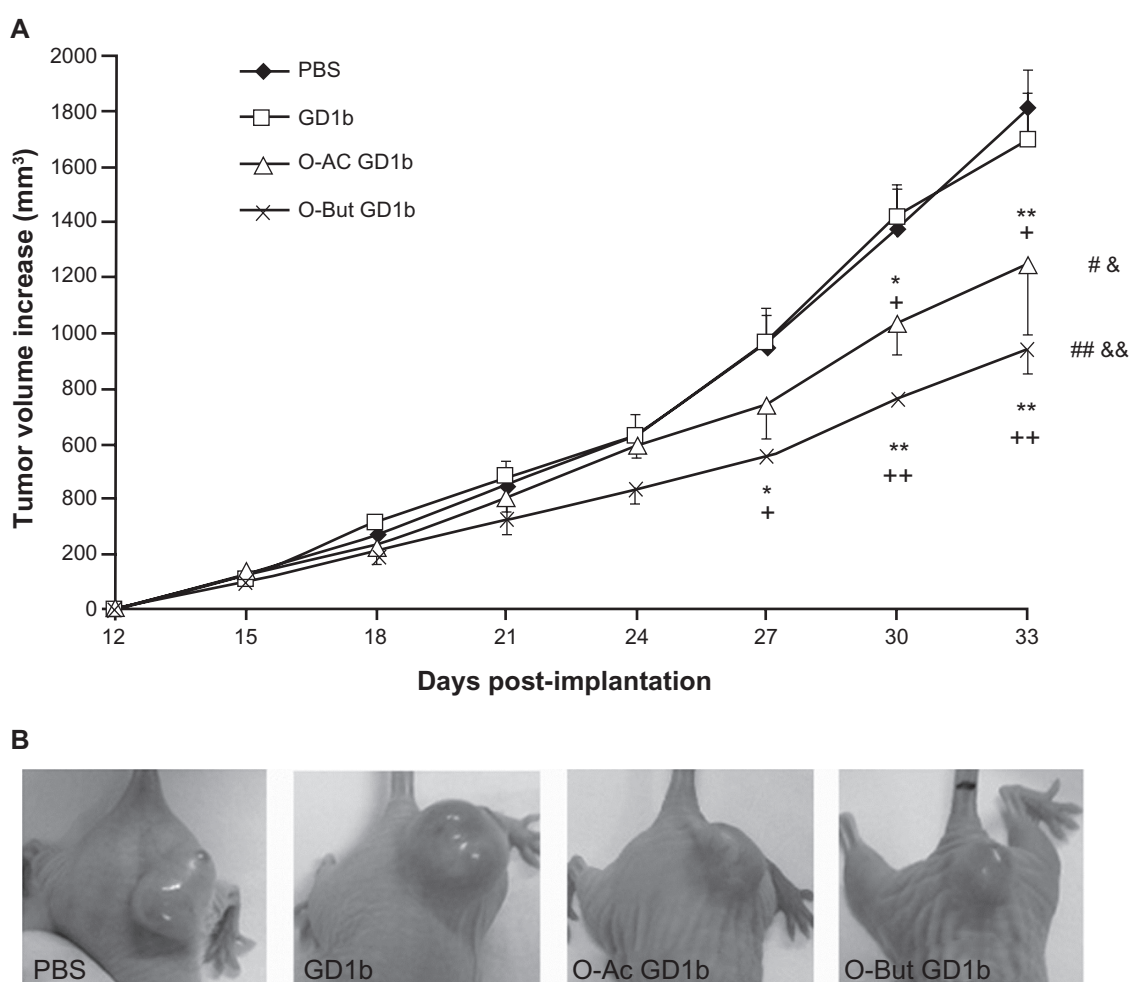 A
2000
1800
1600
1400
1200
1000
800
600
800
200
0
Tumor volume increase (mm³)
PBS
GD1b
O-AC GD1b
O-But GD1b
*
+
**
++
*
+
**
++
**
+
**
++
# &
## &&
12 15 18 21 24 27 30 33
Days post-implantation
B
PBS GD1b O-Ac GD1b O-But GD1b